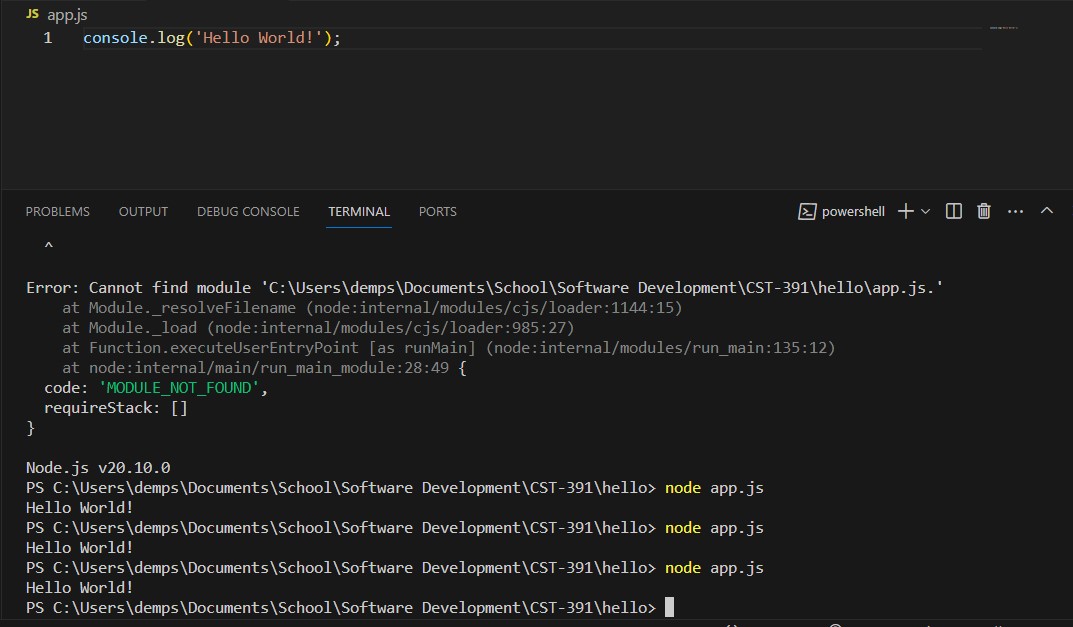 JS app.js
1 console.log('Hello World!');
PROBLEMS OUTPUT DEBUG CONSOLE TERMINAL PORTS powershell
^
Error: Cannot find module 'C:\Users\demps\Documents\School\Software Development\CST-391\hello\app.js.'
at Module._resolveFilename (node:internal/modules/cjs/loader:1144:15)
at Module._load (node:internal/modules/cjs/loader:985:27)
at Function.executeUserEntryPoint [as runMain] (node:internal/modules/run_main:135:12)
at node:internal/main/run_main_module:28:49 {
code: 'MODULE_NOT_FOUND',
requireStack: []
}
Node.js v20.10.0
PS C:\Users\demps\Documents\School\Software Development\CST-391\hello> node app.js
Hello World!
PS C:\Users\demps\Documents\School\Software Development\CST-391\hello> node app.js
Hello World!
PS C:\Users\demps\Documents\School\Software Development\CST-391\hello> node app.js
Hello World!
PS C:\Users\demps\Documents\School\Software Development\CST-391\hello>